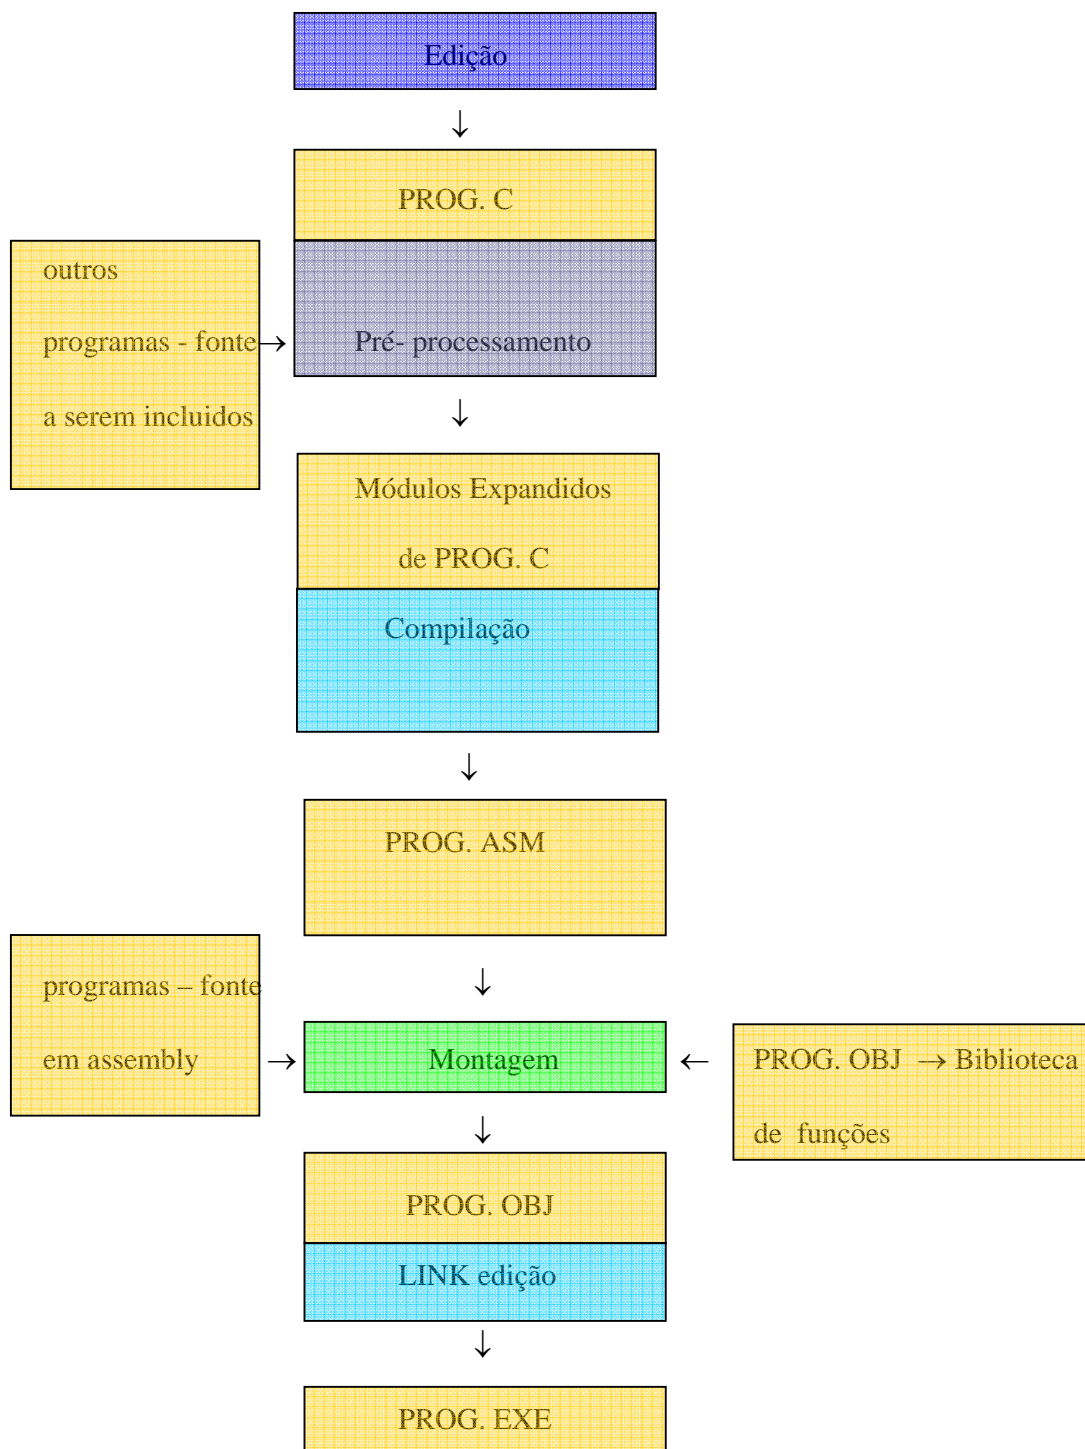 Edição
↓
PROG. C
outros
programas - fonte →
a serem incluidos
Pré- processamento
↓
Módulos Expandidos
de PROG. C
Compilação
↓
PROG. ASM
↓
programas – fonte
em assembly →
Montagem
← PROG. OBJ → Biblioteca
de funções
↓
PROG. OBJ
LINK edição
↓
PROG. EXE